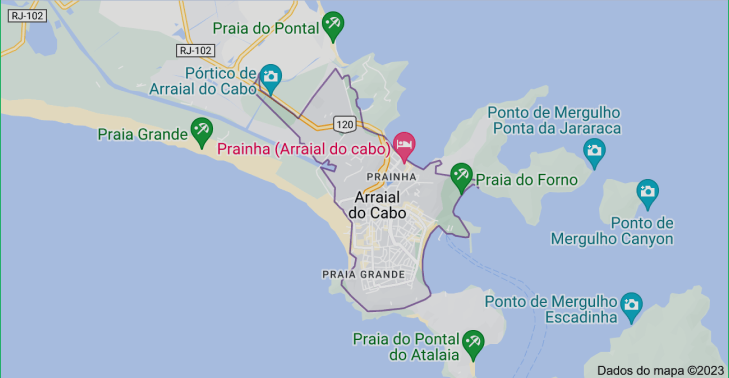 RJ-102
Praia do Pontal
RJ-102
Pórtico de
Arraial do Cabo
Ponto de Mergulho
Ponta da Jararaca
Praia Grande
120
Prainha (Arraial do cabo)
PRAINHA
Praia do Forno
Arraial
do Cabo
Ponto de
Mergulho Canyon
PRAIA GRANDE
Ponto de Mergulho
Escadinha
Praia do Pontal
do Atalaia
Dados do mapa ©2023